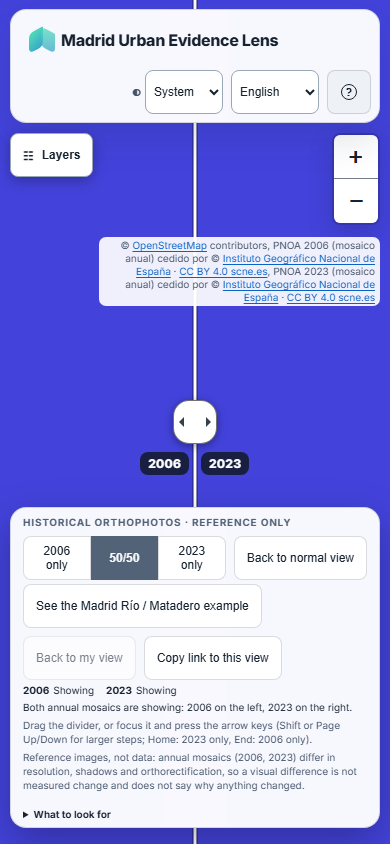 Madrid Urban Evidence Lens
System English ?
Layers
+
−
© OpenStreetMap contributors, PNOA 2006 (mosaico
anual) cedido por © Instituto Geográfico Nacional de
España · CC BY 4.0 scne.es, PNOA 2023 (mosaico
anual) cedido por © Instituto Geográfico Nacional de
España · CC BY 4.0 scne.es
2006 2023
HISTORICAL ORTHOPHOTOS · REFERENCE ONLY
2006 only 50/50 2023 only Back to normal view
See the Madrid Río / Matadero example
Back to my view Copy link to this view
2006 Showing 2023 Showing
Both annual mosaics are showing: 2006 on the left, 2023 on the right.
Drag the divider, or focus it and press the arrow keys (Shift or Page
Up/Down for larger steps; Home: 2023 only, End: 2006 only).
Reference images, not data: annual mosaics (2006, 2023) differ in
resolution, shadows and orthorectification, so a visual difference is not
measured change and does not say why anything changed.
What to look for